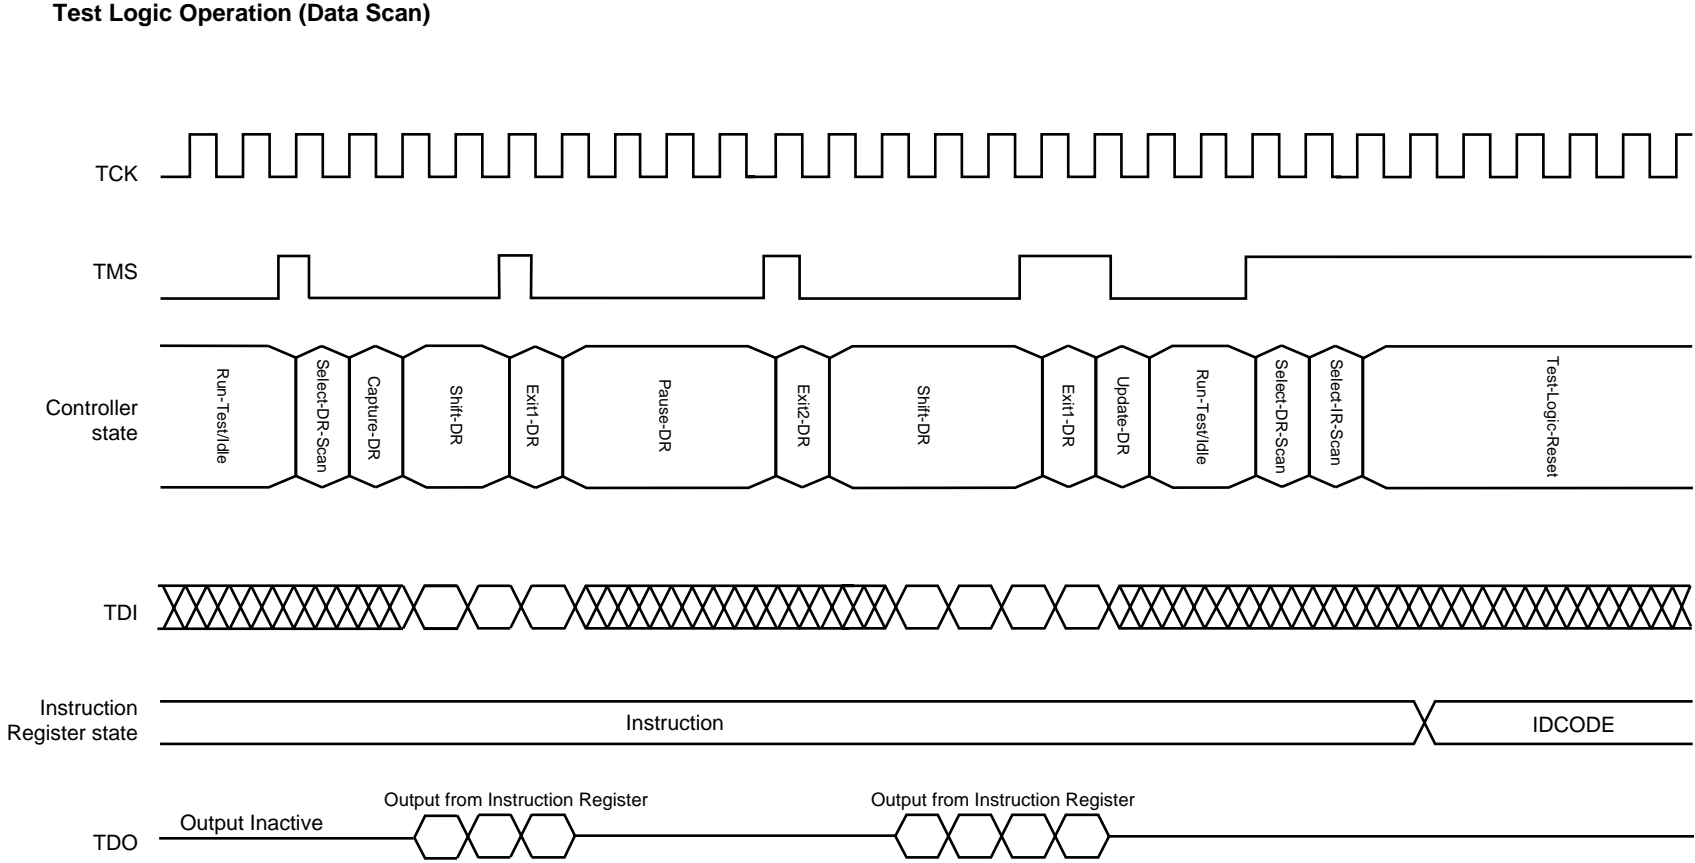 Test Logic Operation (Data Scan)
TCK
TMS
Controller
state
Run-Test/Idle
Select-DR-Scan
Capture-DR
Shift-DR
Exit1-DR
Pause-DR
Exit2-DR
Shift-DR
Exit1-DR
Update-DR
Run-Test/Idle
Select-DR-Scan
Select-IR-Scan
Test-Logic-Reset
TDI
Instruction
Register state
Instruction
IDCODE
Output from Instruction Register
Output from Instruction Register
Output Inactive
TDO